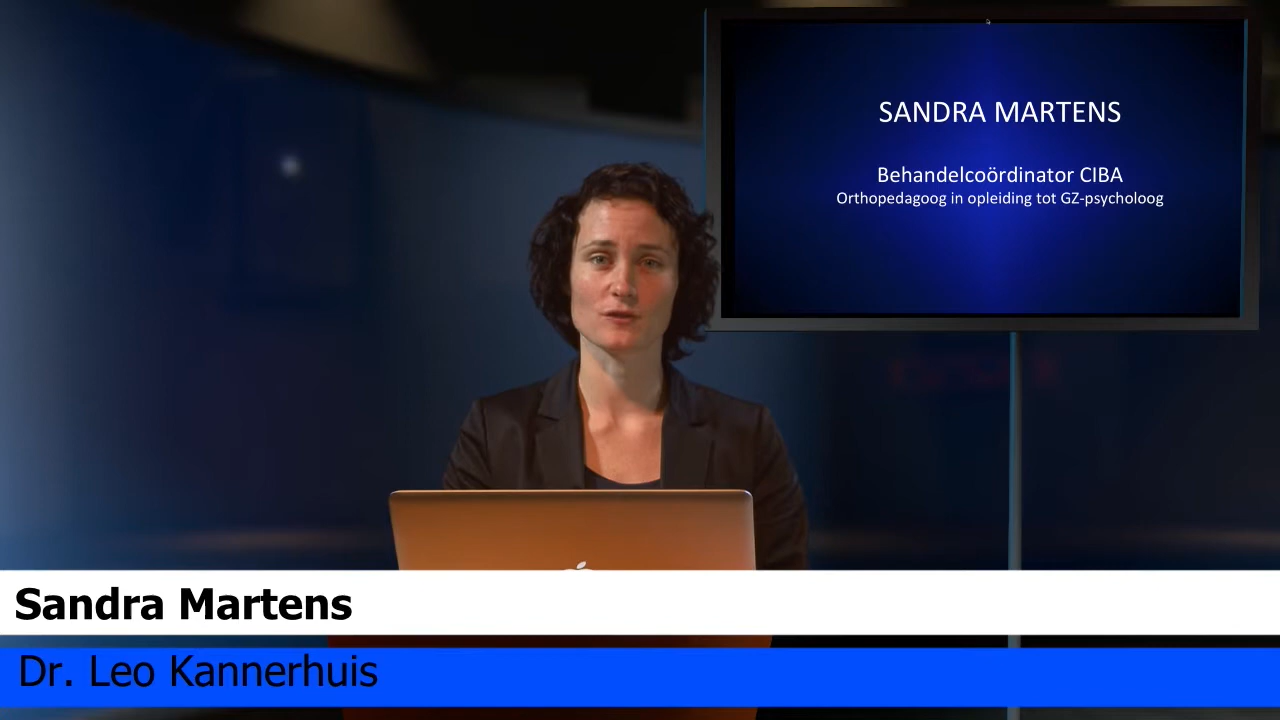 SANDRA MARTENS
Behandelcoördinator CIBA
Orthopedagoog in opleiding tot GZ-psycholoog
Sandra Martens
Dr. Leo Kannerhuis